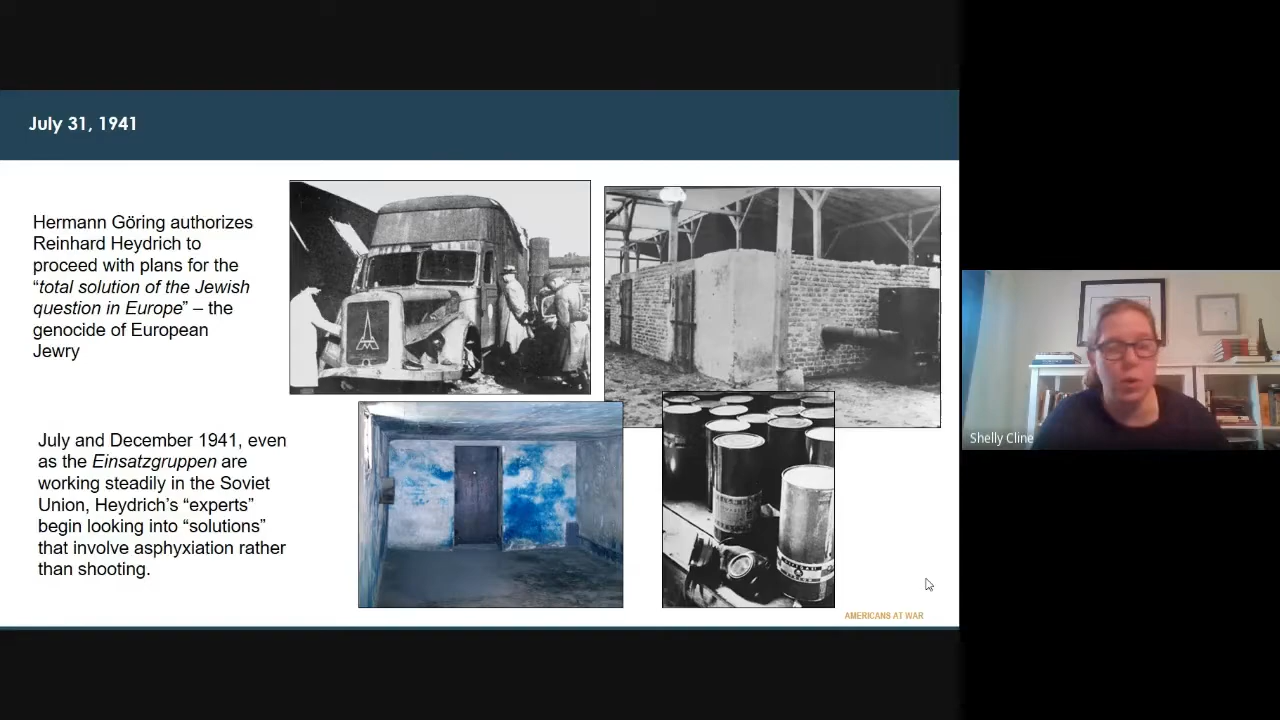 July 31, 1941
Hermann Göring authorizes
Reinhard Heydrich to
proceed with plans for the
“total solution of the Jewish
question in Europe” – the
genocide of European
Jewry
July and December 1941, even
as the Einsatzgruppen are
working steadily in the Soviet
Union, Heydrich’s “experts”
begin looking into “solutions”
that involve asphyxiation rather
than shooting.
AMERICANS AT WAR
Shelly Cline